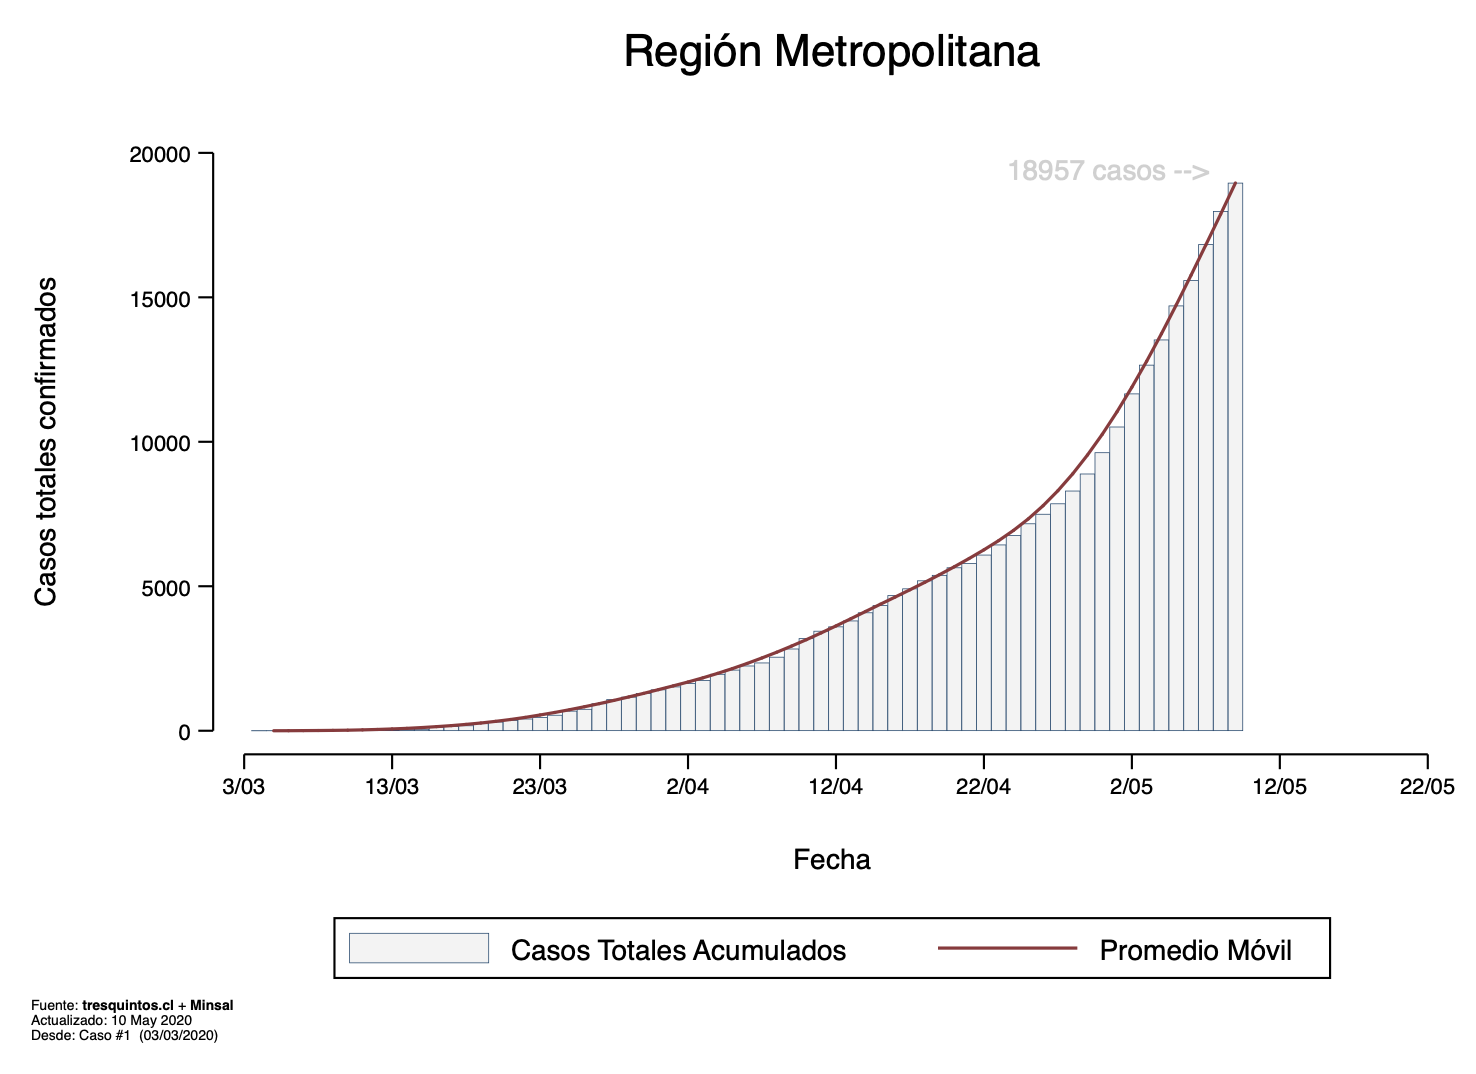 Región Metropolitana
18957 casos -->
Casos totales confirmados
20000
15000
10000
5000
0
3/03 13/03 23/03 2/04 12/04 22/04 2/05 12/05 22/05
Fecha
Casos Totales Acumulados Promedio Móvil
Fuente: tresquintos.cl + Minsal
Actualizado: 10 May 2020
Desde: Caso #1 (03/03/2020)